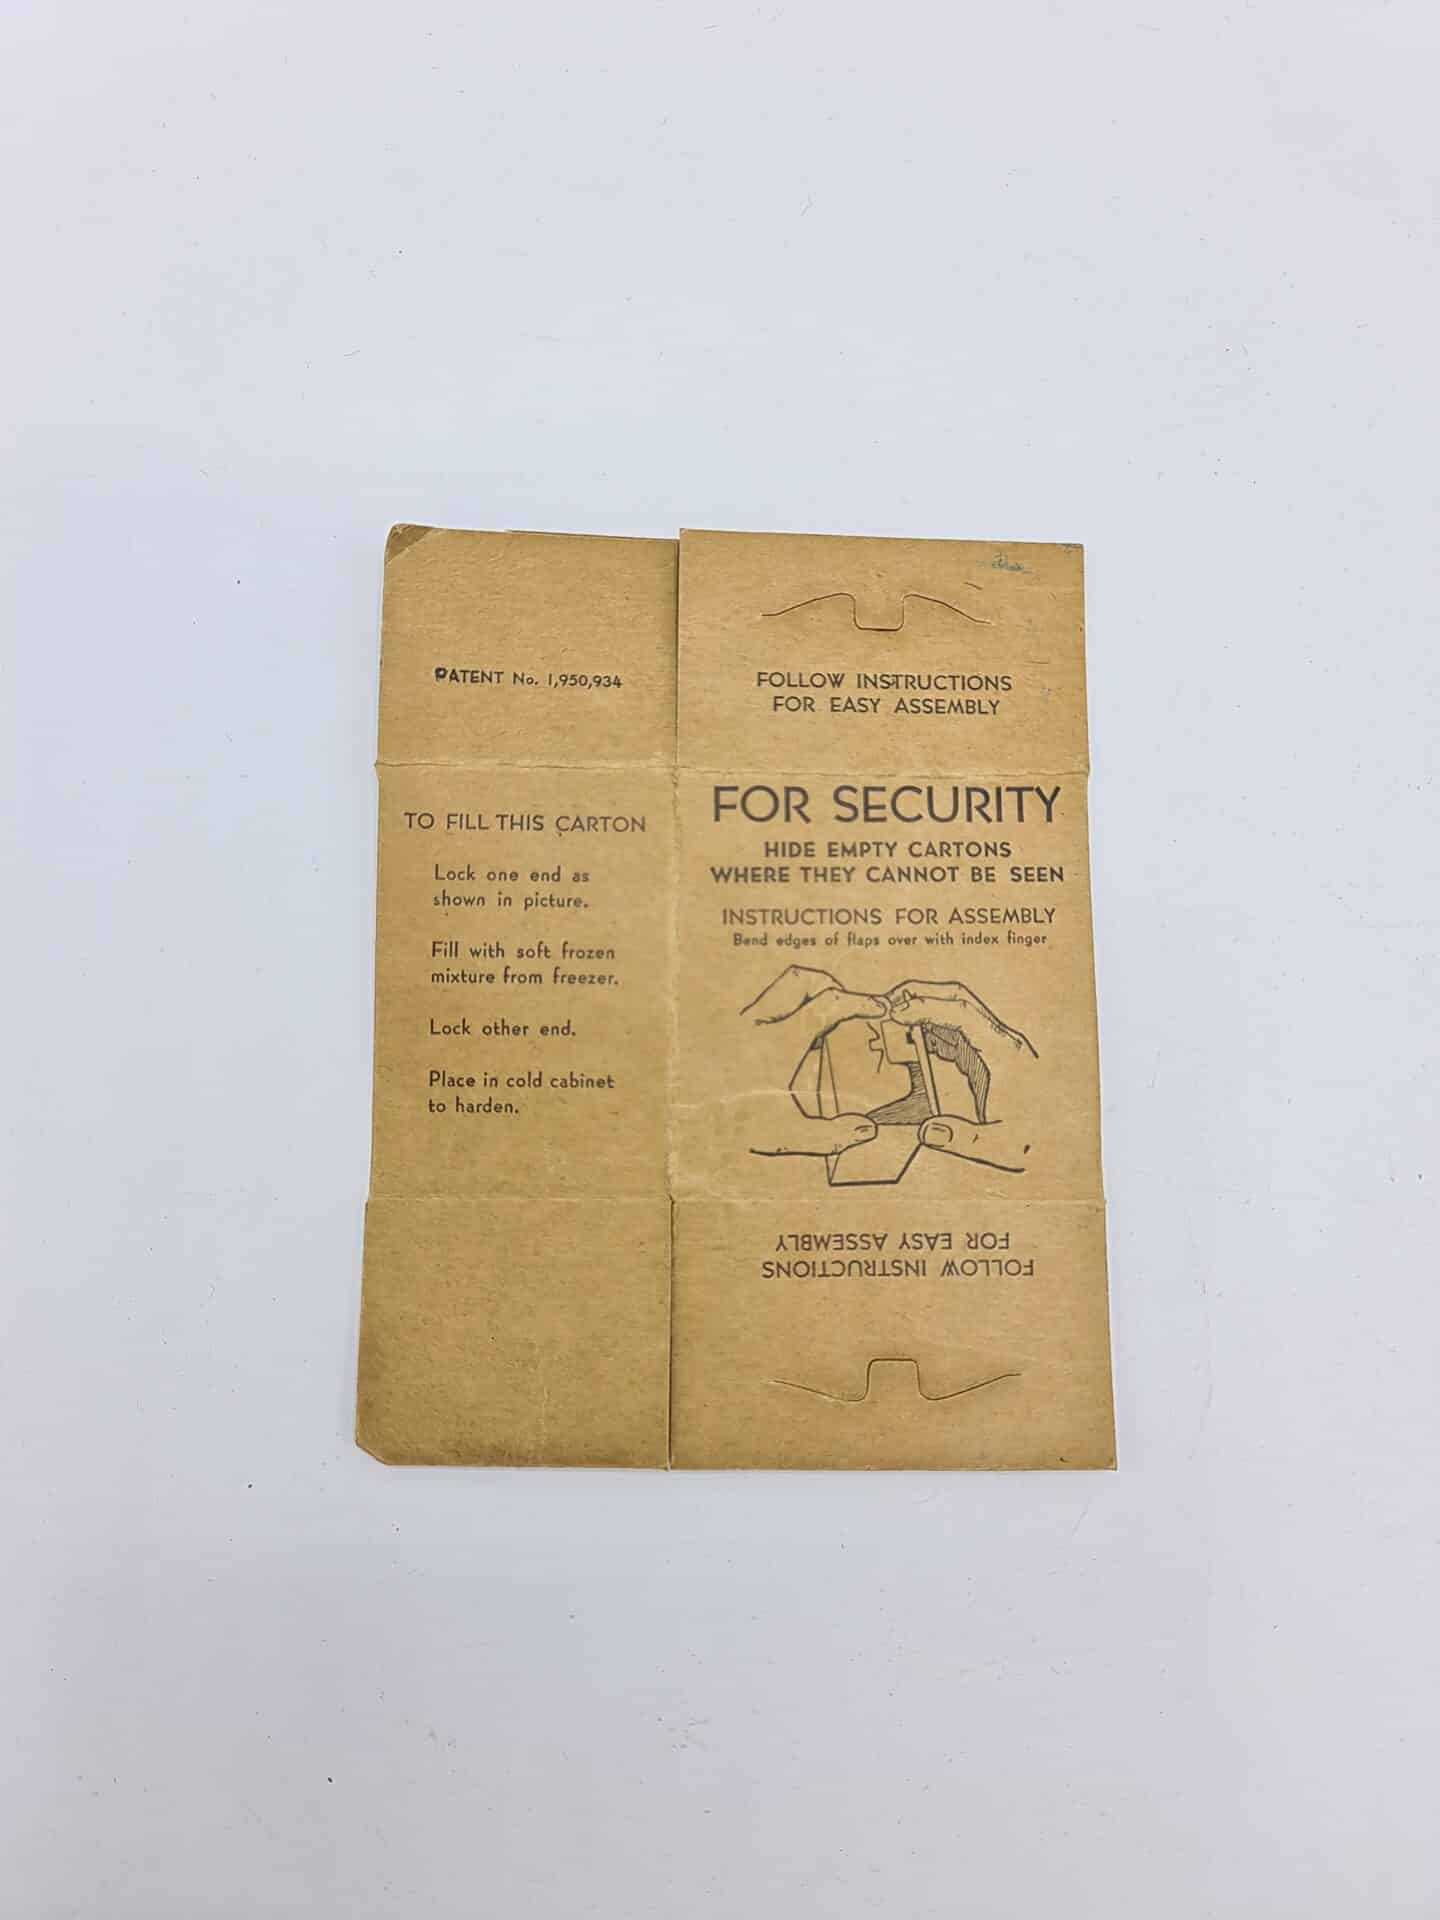 PATENT No. 1,950,934
TO FILL THIS CARTON
Lock one end as
shown in picture.
Fill with soft frozen
mixture from freezer.
Lock other end.
Place in cold cabinet
to harden.
FOLLOW INSTRUCTIONS
FOR EASY ASSEMBLY
FOR SECURITY
HIDE EMPTY CARTONS
WHERE THEY CANNOT BE SEEN
INSTRUCTIONS FOR ASSEMBLY
Bend edges of flaps over with index finger
FOLLOW INSTRUCTIONS
FOR EASY ASSEMBLY